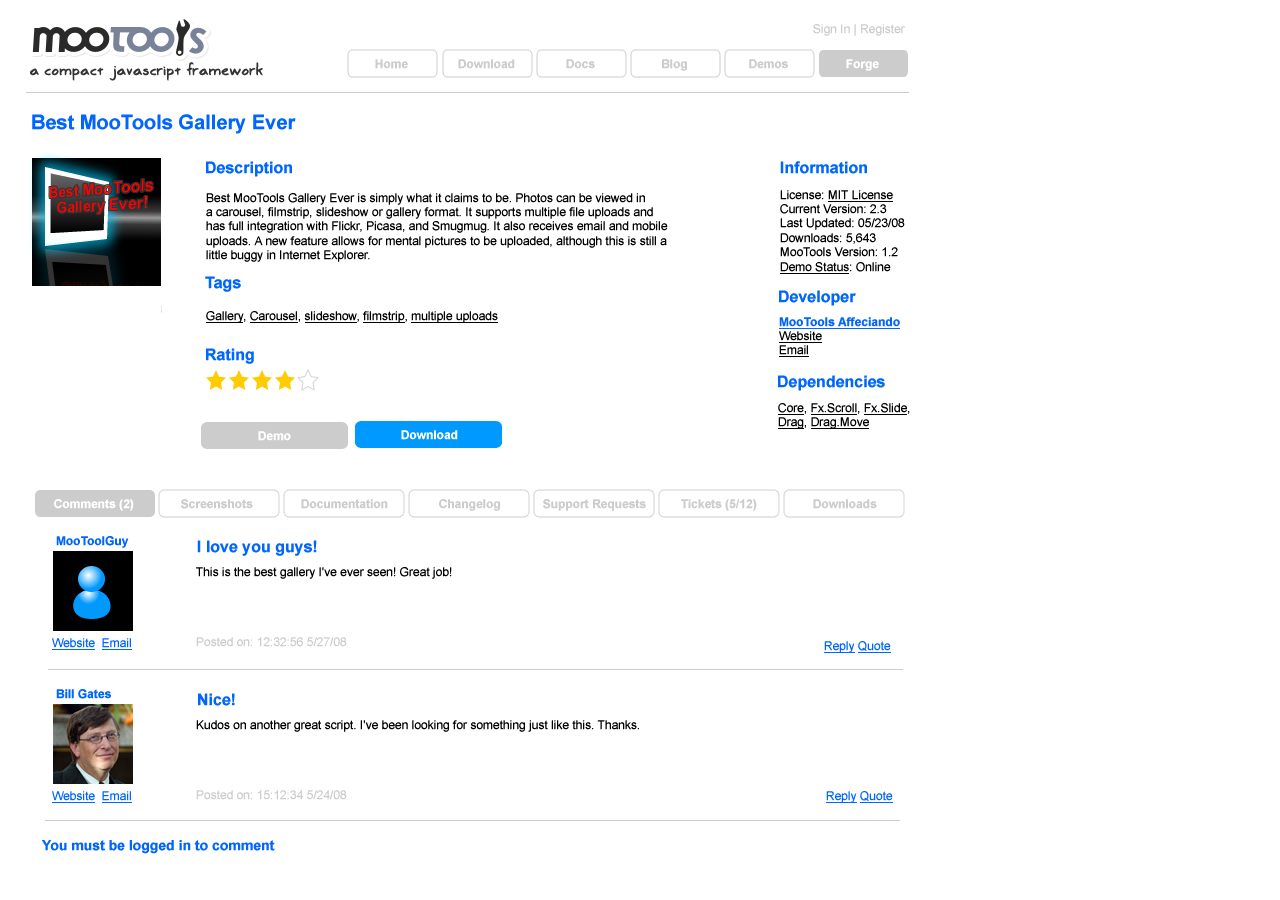 mootools
a compact javascript framework
Sign In | Register
Home
Download
Docs
Blog
Demos
Forge
Best MooTools Gallery Ever
Best MooTools
Gallery Ever!
Description
Best MooTools Gallery Ever is simply what it claims to be. Photos can be viewed in
a carousel, filmstrip, slideshow or gallery format. It supports multiple file uploads and
has full integration with Flickr, Picasa, and Smugmug. It also receives email and mobile
uploads. A new feature allows for mental pictures to be uploaded, although this is still a
little buggy in Internet Explorer.
Tags
Gallery, Carousel, slideshow, filmstrip, multiple uploads
Rating
Demo
Download
Information
License: MIT License
Current Version: 2.3
Last Updated: 05/23/08
Downloads: 5,643
MooTools Version: 1.2
Demo Status: Online
Developer
MooTools Affeciando
Website
Email
Dependencies
Core, Fx.Scroll, Fx.Slide,
Drag, Drag.Move
Comments (2)
Screenshots
Documentation
Changelog
Support Requests
Tickets (5/12)
Downloads
MooToolGuy
Website Email
I love you guys!
This is the best gallery I've ever seen! Great job!
Posted on: 12:32:56 5/27/08
Reply Quote
Bill Gates
Website Email
Nice!
Kudos on another great script. I've been looking for something just like this. Thanks.
Posted on: 15:12:34 5/24/08
Reply Quote
You must be logged in to comment